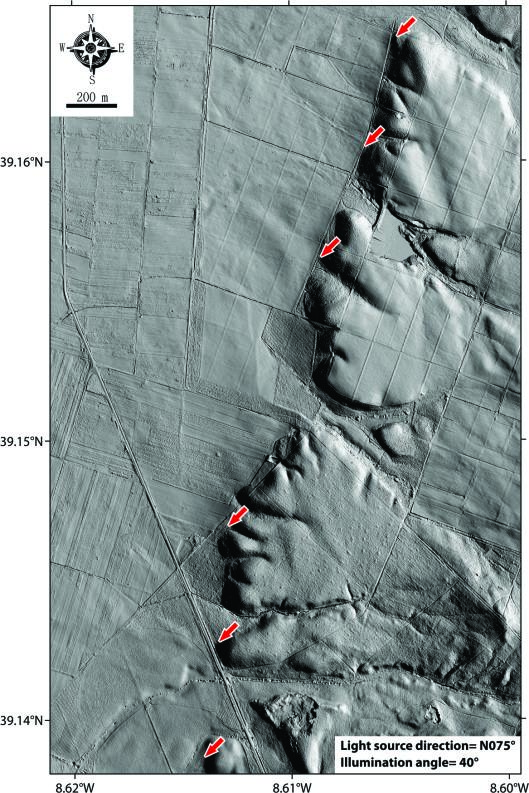 N
W E
S
200 m
39.16°N
39.15°N
39.14°N
Light source direction= N075°
Illumination angle= 40°
8.62°W 8.61°W 8.60°W